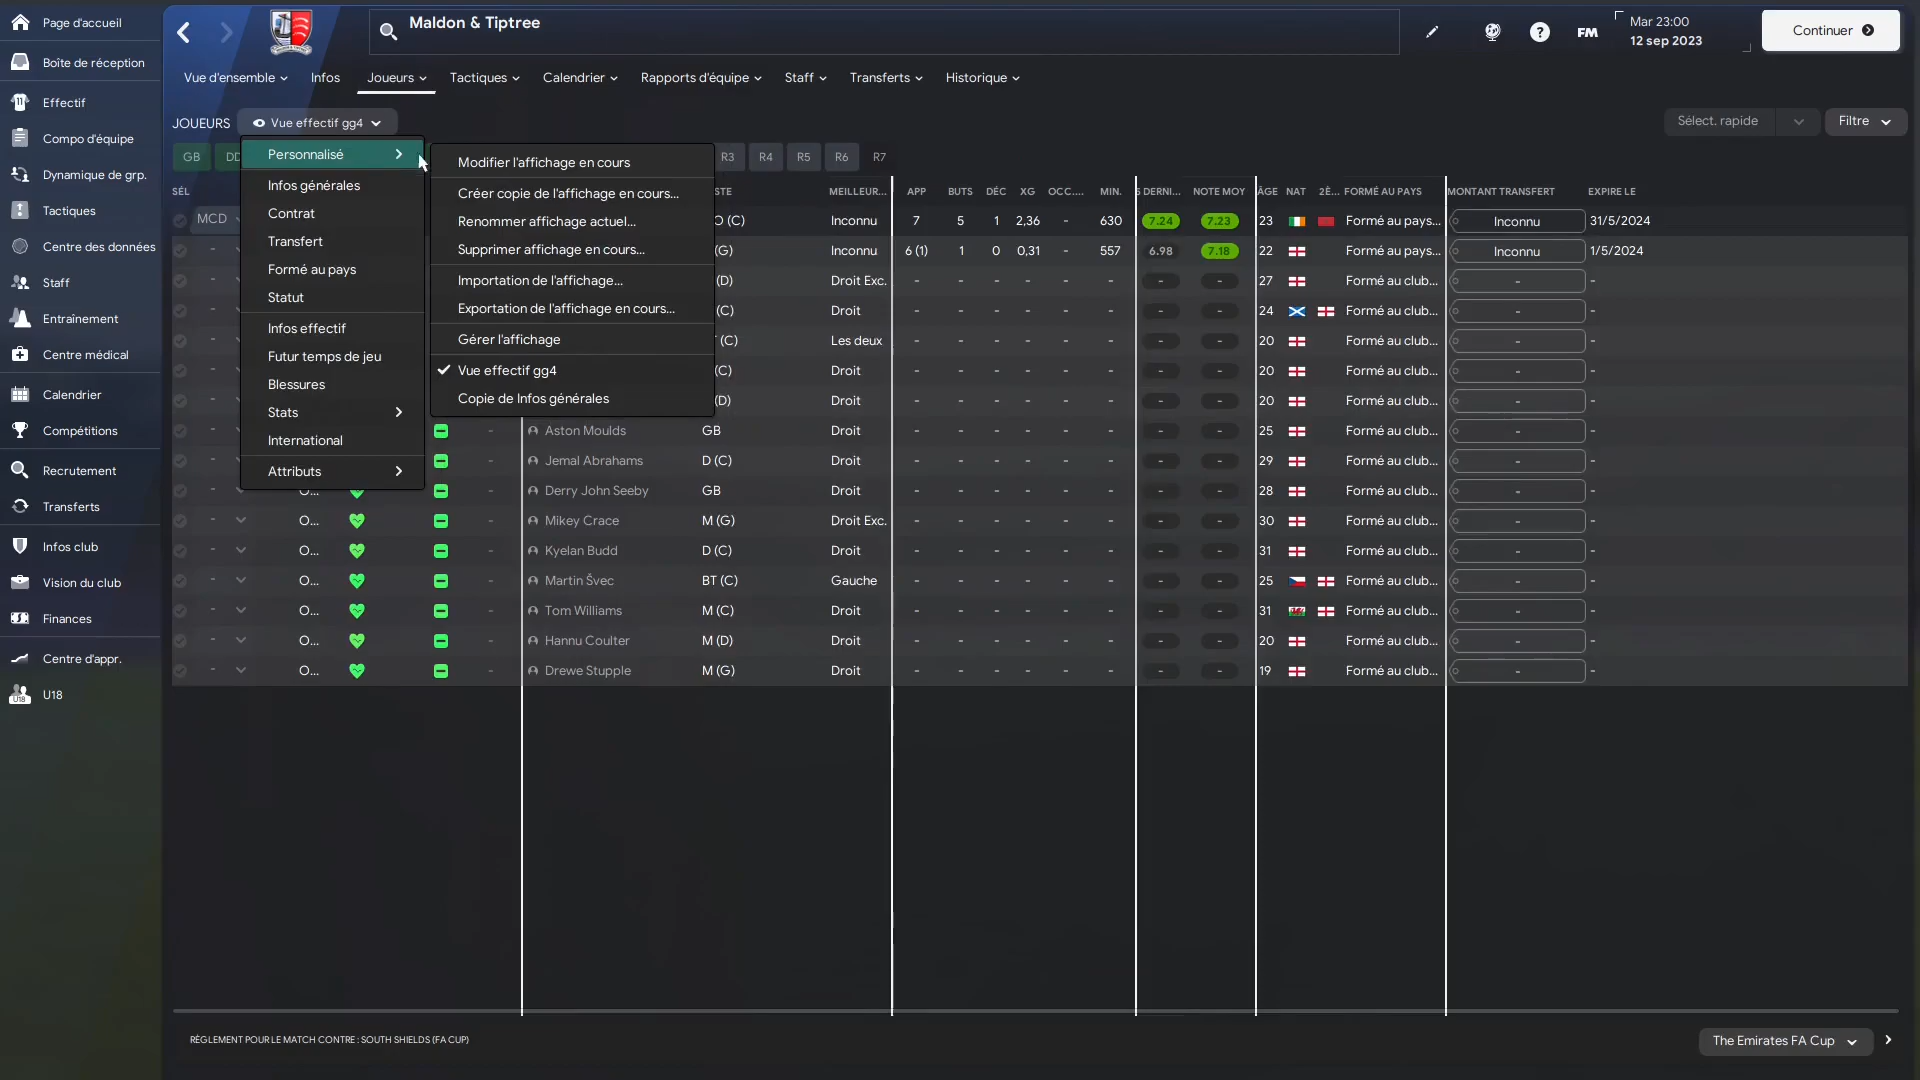 Page d'accueil
Boîte de réception
Effectif
Compo d'équipe
Dynamique de grp.
Tactiques
Centre des données
Staff
Entraînement
Centre médical
Calendrier
Compétitions
Recrutement
Transferts
Infos club
Vision du club
Finances
Centre d'appr.
U18
Maldon & Tiptree
FM
Mar 23:00
12 sep 2023
Continuer
Vue d'ensemble Infos Joueurs Tactiques Calendrier Rapports d'équipe Staff Transferts Historique
JOUEURS Vue effectif gg4 Sélect. rapide Filtre
GB R3 R4 R5 R6 R7
Personnalisé
Infos générales
Contrat
Transfert
Formé au pays
Statut
Infos effectif
Futur temps de jeu
Blessures
Stats
International
Attributs
Modifier l'affichage en cours
Créer copie de l'affichage en cours...
Renommer affichage actuel...
Supprimer affichage en cours...
Importation de l'affichage...
Exportation de l'affichage en cours...
Gérer l'affichage
Vue effectif gg4
Copie de Infos générales
SÉL MEILLEUR... APP BUTS DÉC XG OCC.... MIN. DERNI... NOTE MOY ÂGE NAT 2È... FORMÉ AU PAYS MONTANT TRANSFERT EXPIRE LE
MCD (C) Inconnu 7 5 1 2,36 - 630 7.24 7.23 23 Formé au pays... Inconnu 31/5/2024
- (G) Inconnu 6 (1) 1 0 0,31 - 557 6.98 7.18 22 Formé au pays... Inconnu 1/5/2024
- (D) Droit Exc. - - - - - - - - 27 Formé au club... - -
- (C) Droit - - - - - - - - 24 Formé au club... - -
- (C) Les deux - - - - - - - - 20 Formé au club... - -
- (C) Droit - - - - - - - - 20 Formé au club... - -
- (D) Droit - - - - - - - - 20 Formé au club... - -
- - Aston Moulds GB Droit - - - - - - - - 25 Formé au club... - -
- - Jemal Abrahams D (C) Droit - - - - - - - - 29 Formé au club... - -
- O... - Derry John Seeby GB Droit - - - - - - - - 28 Formé au club... - -
- O... - Mikey Crace M (G) Droit Exc. - - - - - - - - 30 Formé au club... - -
- O... - Kyelan Budd D (C) Droit - - - - - - - - 31 Formé au club... - -
- O... - Martin Švec BT (C) Gauche - - - - - - - - 25 Formé au club... - -
- O... - Tom Williams M (C) Droit - - - - - - - - 31 Formé au club... - -
- O... - Hannu Coulter M (D) Droit - - - - - - - - 20 Formé au club... - -
- O... - Drewe Stupple M (G) Droit - - - - - - - - 19 Formé au club... - -
RÈGLEMENT POUR LE MATCH CONTRE : SOUTH SHIELDS (FA CUP)
The Emirates FA Cup